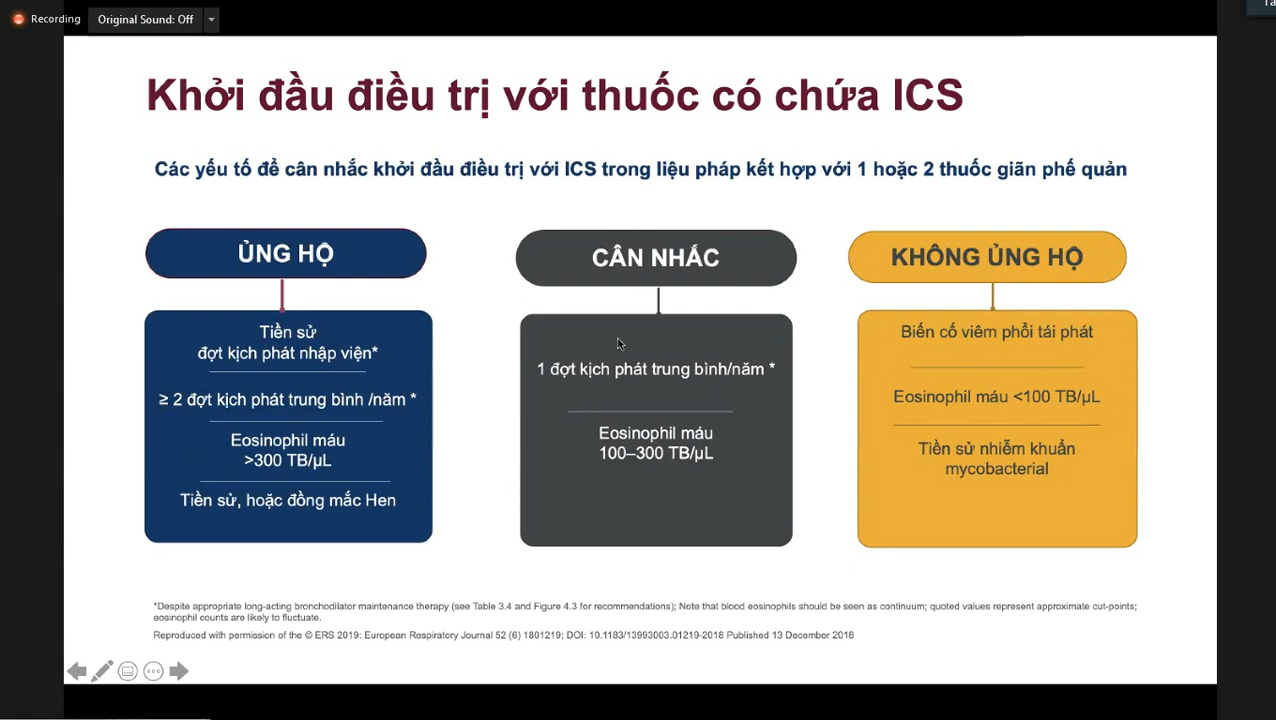 Recording
Original Sound: Off
Ta
Khởi đầu điều trị với thuốc có chứa ICS
Các yếu tố để cân nhắc khởi đầu điều trị với ICS trong liệu pháp kết hợp với 1 hoặc 2 thuốc giãn phế quản
ỦNG HỘ
Tiền sử
đợt kịch phát nhập viện*
≥ 2 đợt kịch phát trung bình /năm *
Eosinophil máu
>300 TB/µL
Tiền sử, hoặc đồng mắc Hen
CÂN NHẮC
1 đợt kịch phát trung bình/năm *
Eosinophil máu
100–300 TB/µL
KHÔNG ỦNG HỘ
Biến cố viêm phổi tái phát
Eosinophil máu <100 TB/µL
Tiền sử nhiễm khuẩn
mycobacterial
*Despite appropriate long-acting bronchodilator maintenance therapy (see Table 3.4 and Figure 4.3 for recommendations); Note that blood eosinophils should be seen as continuum; quoted values represent approximate cut-points;
eosinophil counts are likely to fluctuate.
Reproduced with permission of the © ERS 2019: European Respiratory Journal 52 (6) 1801219; DOI: 10.1183/13993003.01219-2018 Published 13 December 2018